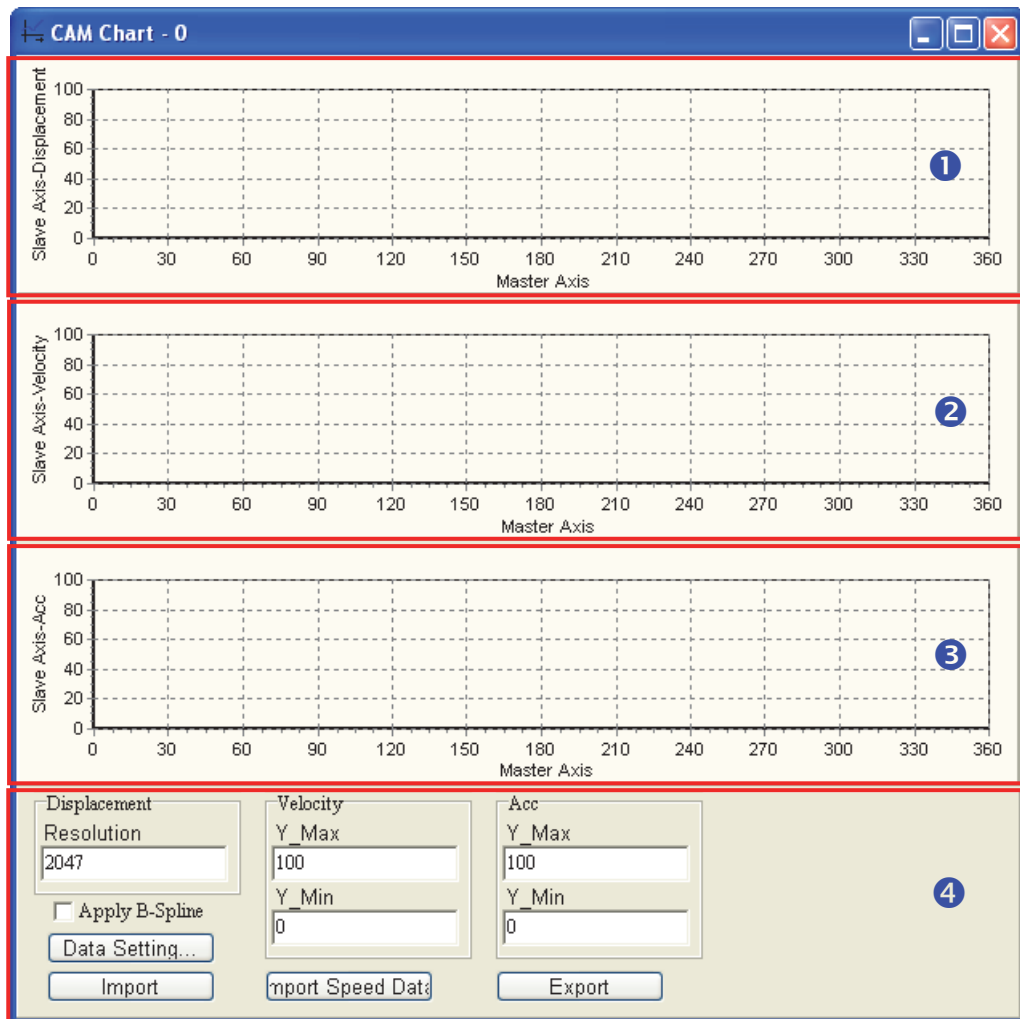 CAM Chart - 0
Slave Axis-Displacement
100
80
60
40
20
0
0 30 60 90 120 150 180 210 240 270 300 330 360
Master Axis
1
Slave Axis-Velocity
100
80
60
40
20
0
0 30 60 90 120 150 180 210 240 270 300 330 360
Master Axis
2
Slave Axis-Acc
100
80
60
40
20
0
0 30 60 90 120 150 180 210 240 270 300 330 360
Master Axis
3
Displacement
Resolution
2047
Apply B-Spline
Data Setting...
Import
Velocity
Y_Max
100
Y_Min
0
mport Speed Data
Acc
Y_Max
100
Y_Min
0
Export
4